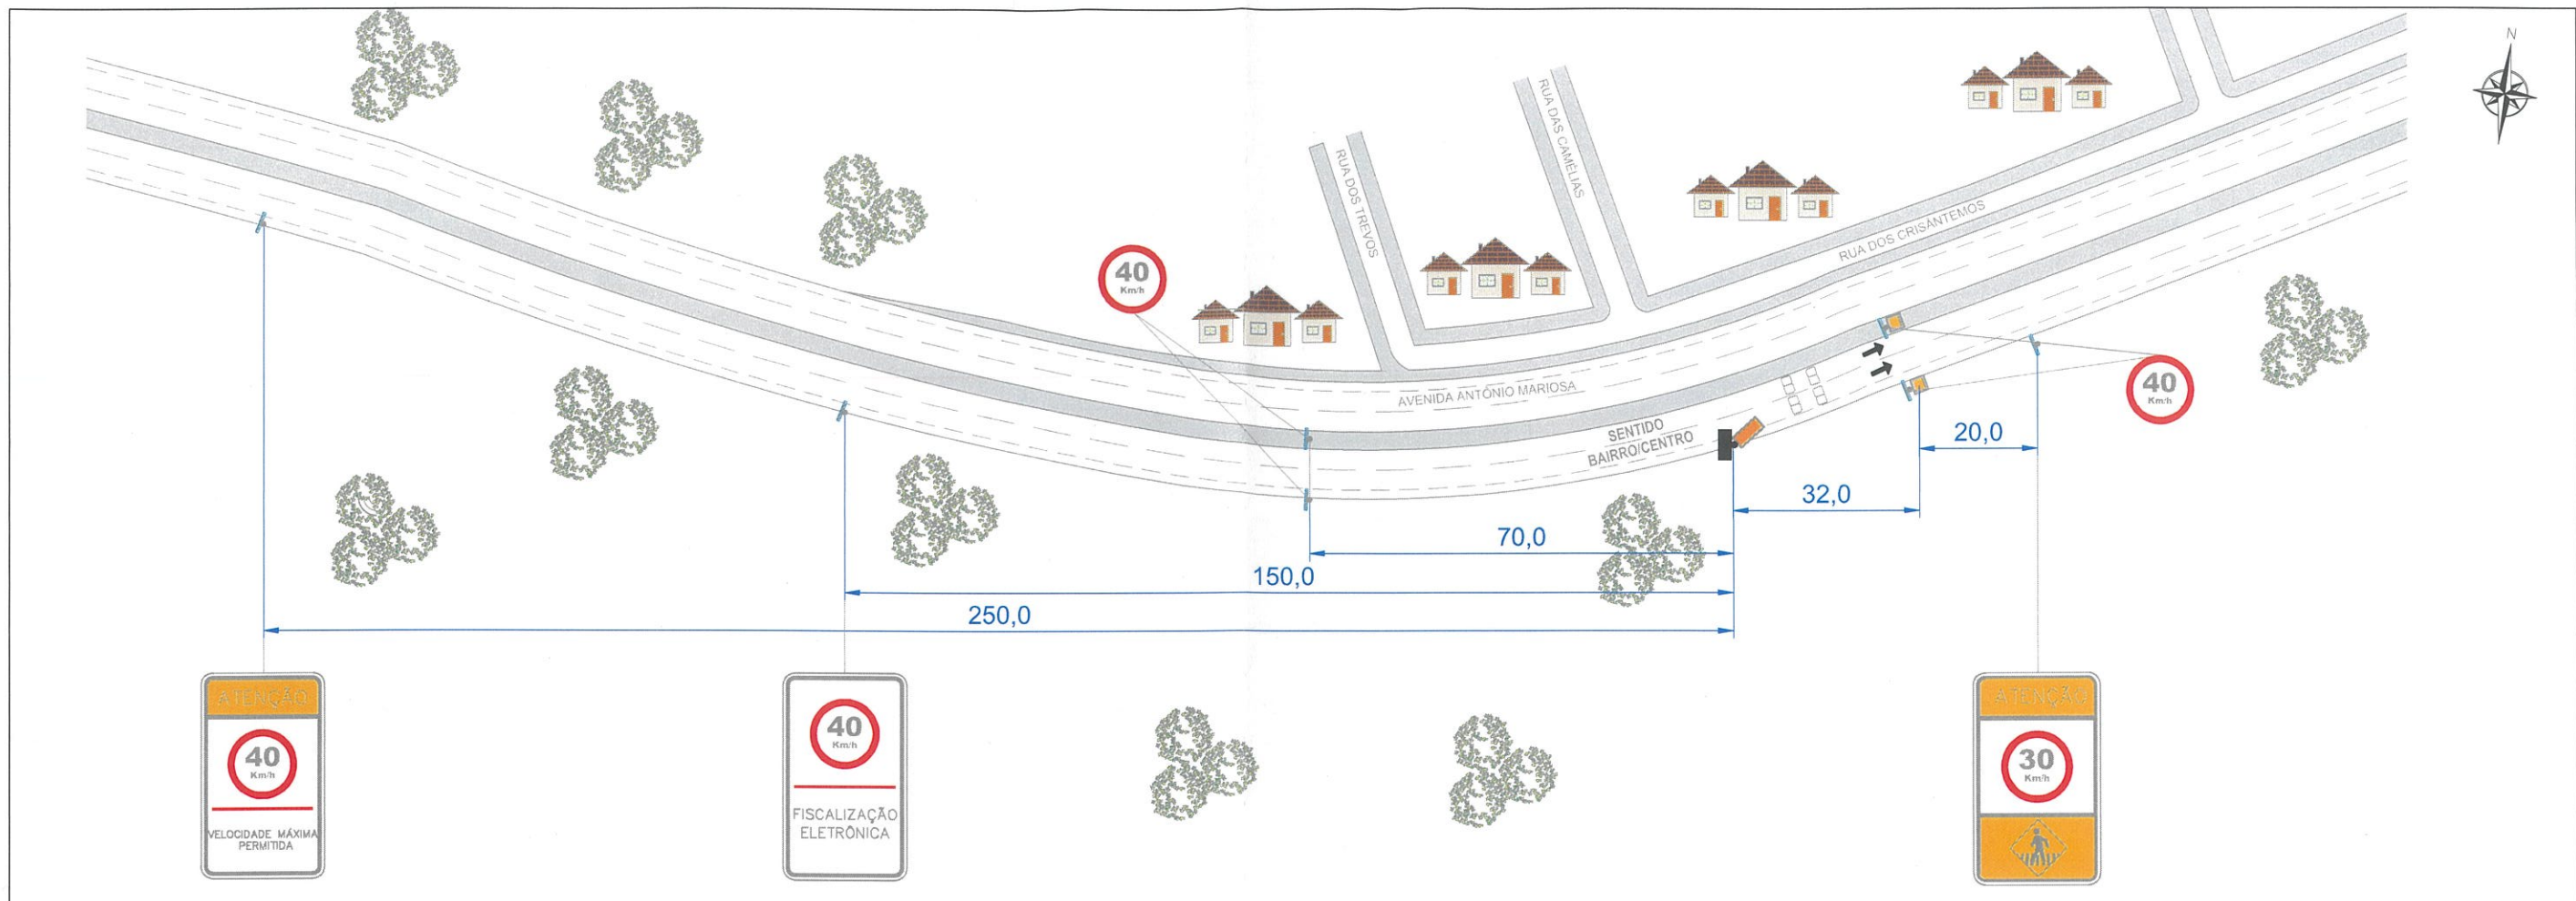 N
RUA DAS CAMÉLIAS
RUA DOS TREVOS
RUA DOS CRISÂNTEMOS
40
Km/h
AVENIDA ANTÔNIO MARIOSA
SENTIDO
BAIRRO/CENTRO
40
Km/h
20,0
32,0
70,0
150,0
250,0
ATENÇÃO
40
Km/h
VELOCIDADE MÁXIMA
PERMITIDA
40
Km/h
FISCALIZAÇÃO
ELETRÔNICA
ATENÇÃO
30
Km/h